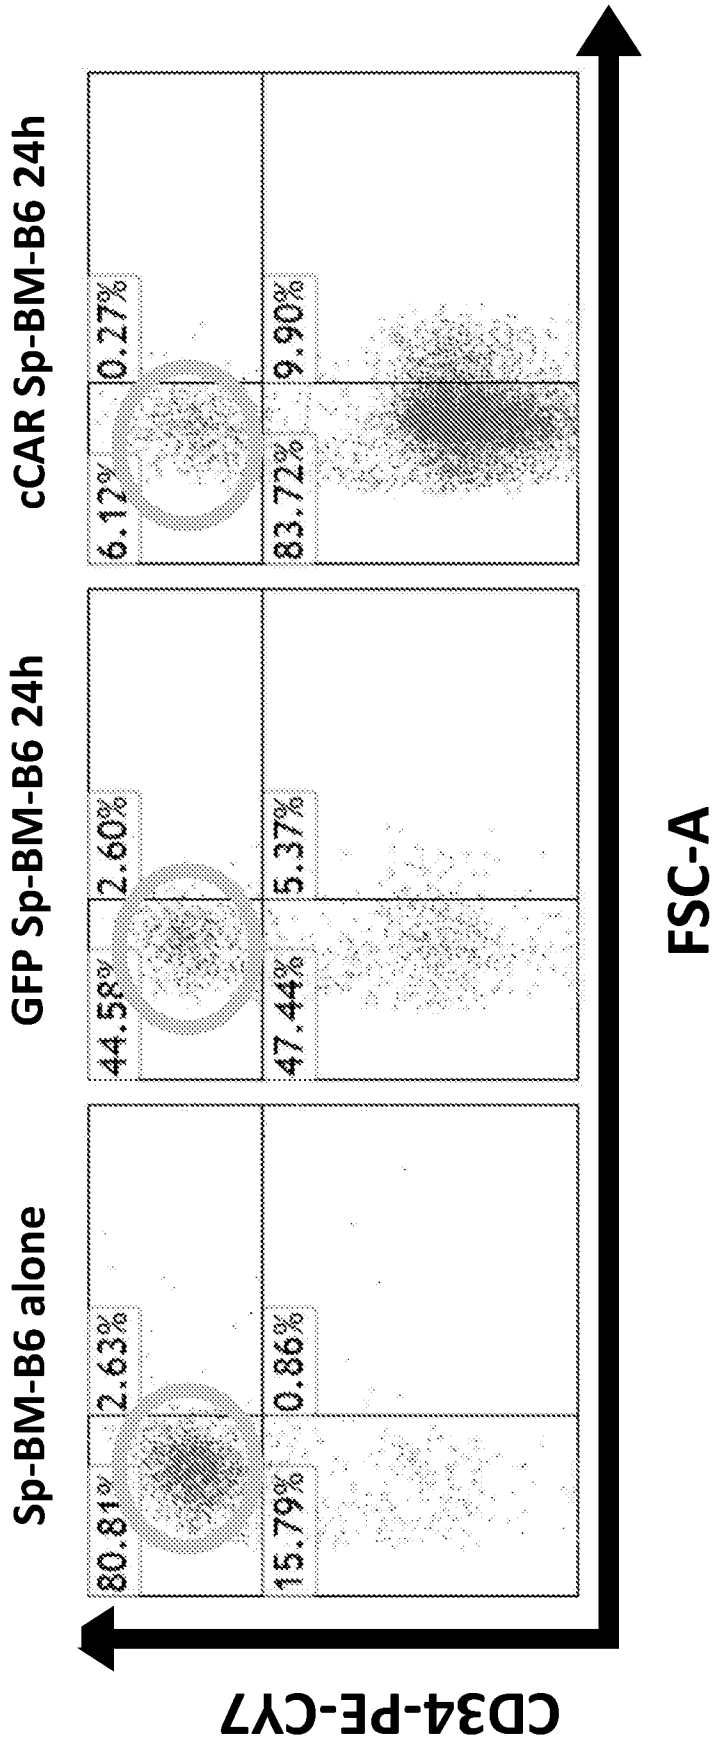 Sp-BM-B6 alone
GFP Sp-BM-B6 24h
cCAR Sp-BM-B6 24h
80.81%
2.63%
15.79%
0.86%
44.58%
2.60%
47.44%
5.37%
6.12%
0.27%
83.72%
9.90%
CD34-PE-CY7
FSC-A